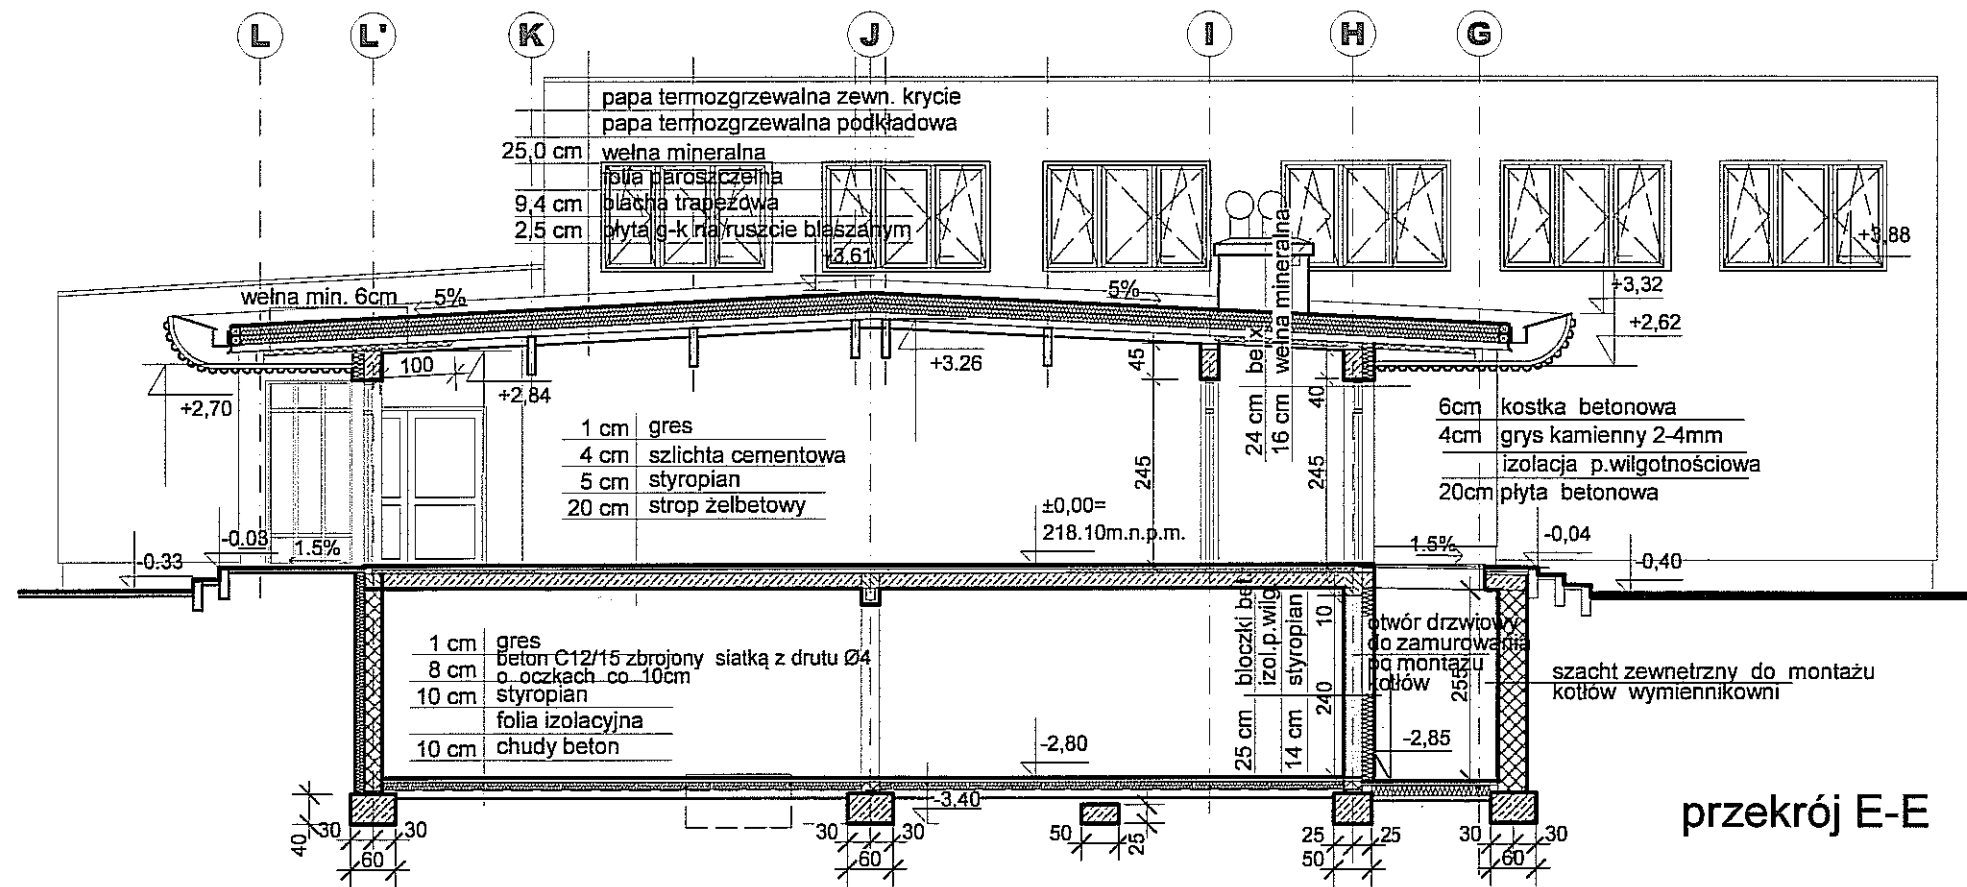 L L' K J I H G
papa termozgrzewalna zewn. krycie
papa termozgrzewalna podkładowa
25,0 cm wełna mineralna
folia paroszczelna
9,4 cm blacha trapezowa
2,5 cm płyta g-k na ruszcie blaszanym
+3,61
+3,88
wełna min. 6cm
5%
5%
+3,32
+2,62
100
+2,70
+2,84
+3.26
45
40
245
245
24 cm
16 cm wełna mineralna
1 cm gres
4 cm szlichta cementowa
5 cm styropian
20 cm strop żelbetowy
6cm kostka betonowa
4cm grys kamienny 2-4mm
izolacja p.wilgotnościowa
20cm płyta betonowa
±0,00=
218.10m.n.p.m.
-0.33
-0.03
1.5%
1.5%
-0,04
-0,40
1 cm gres
beton C12/15 zbrojony siatką z drutu Ø4
8 cm o oczkach co 10cm
10 cm styropian
folia izolacyjna
10 cm chudy beton
25 cm bloczki be
izol.p.wilg
14 cm styropian
10
240
255
otwór drzwiowy
do zamurowania
po montażu
kotłów
szacht zewnetrzny do montażu
kotłów wymiennikowni
-2,80
-2,85
-3,40
40
30 30
60
30 30
60
50
25
25 25
50
30 30
60
przekrój E-E